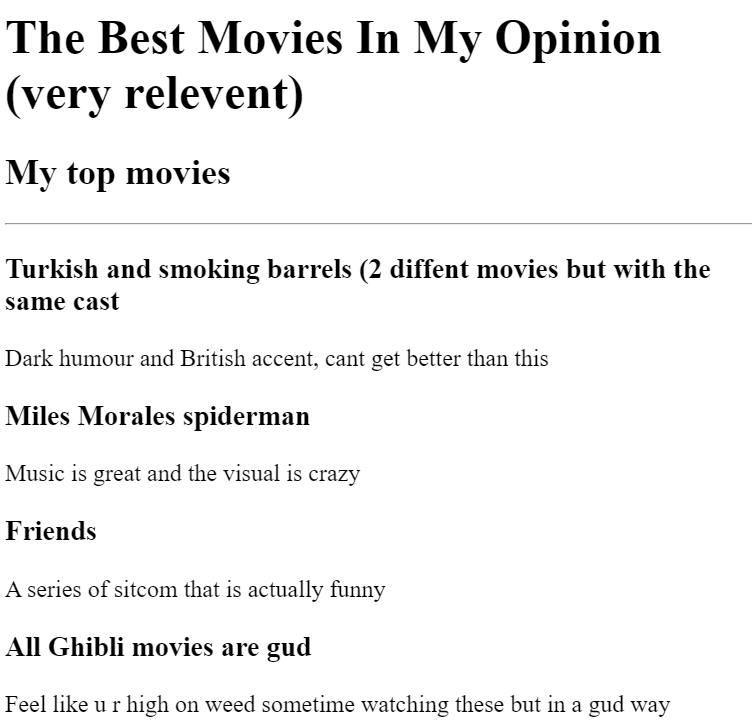 The Best Movies In My Opinion
(very relevent)
My top movies
Turkish and smoking barrels (2 diffent movies but with the
same cast
Dark humour and British accent, cant get better than this
Miles Morales spiderman
Music is great and the visual is crazy
Friends
A series of sitcom that is actually funny
All Ghibli movies are gud
Feel like u r high on weed sometime watching these but in a gud way